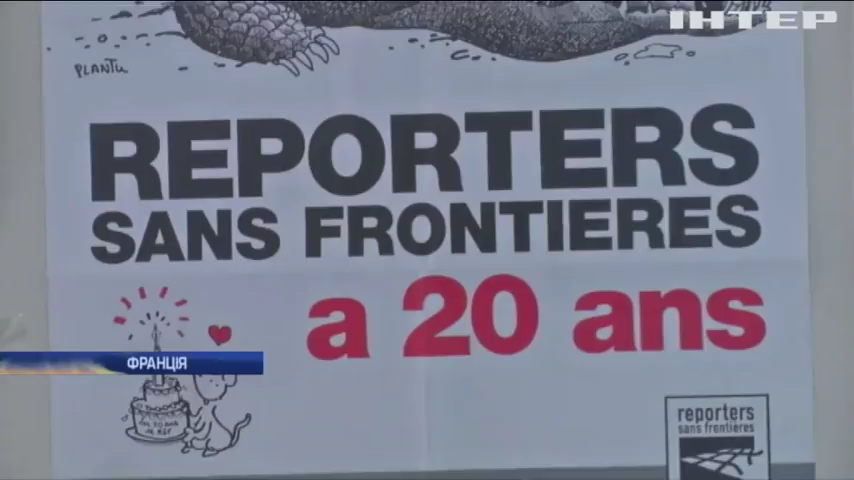 ІНТЕР
PLANTU
REPORTERS
SANS FRONTIERES
a 20 ans
ФРАНЦІЯ
reporters
sans frontières